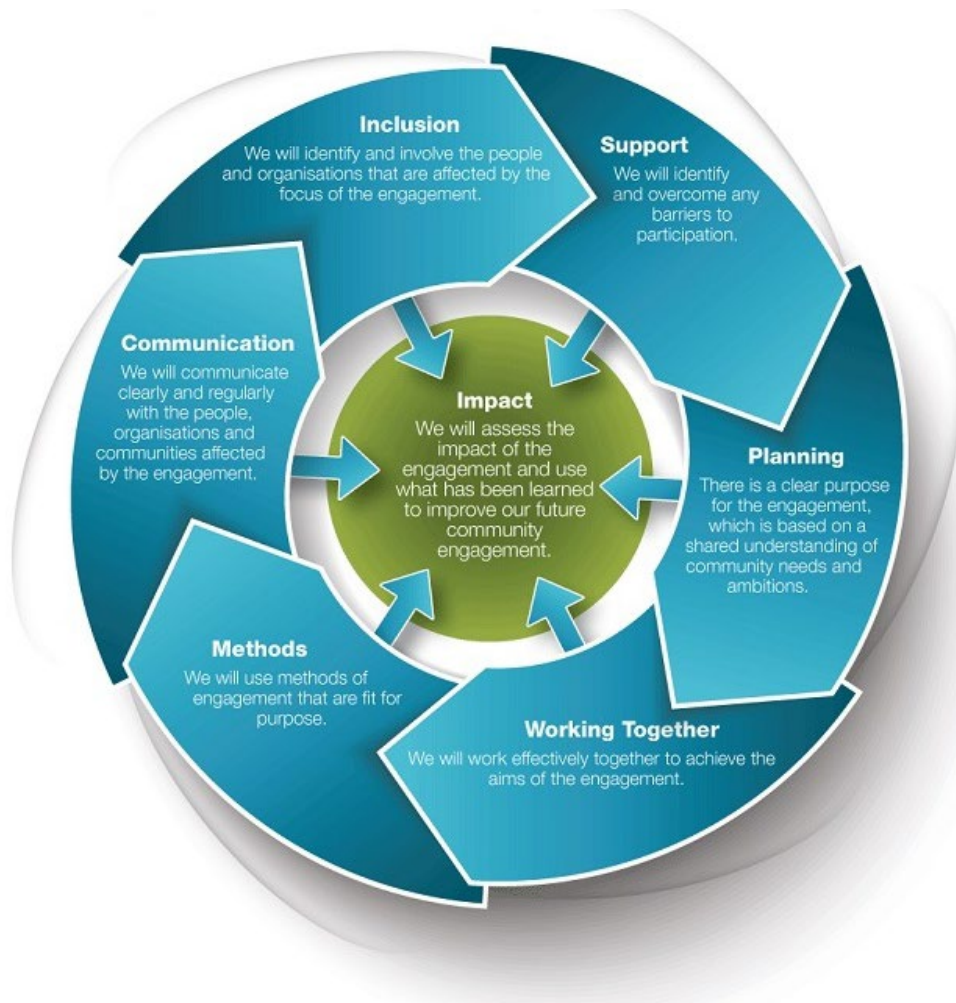 Inclusion
We will identify and involve the people
and organisations that are affected by the
focus of the engagement.
Support
We will identify
and overcome any
barriers to
participation.
Planning
There is a clear purpose
for the engagement,
which is based on a
shared understanding of
community needs and
ambitions.
Working Together
We will work effectively together to achieve the
aims of the engagement.
Methods
We will use methods of
engagement that are fit for
purpose.
Communication
We will communicate
clearly and regularly
with the people,
organisations and
communities affected
by the engagement.
Impact
We will assess the
impact of the
engagement and use
what has been learned
to improve our future
community
engagement.